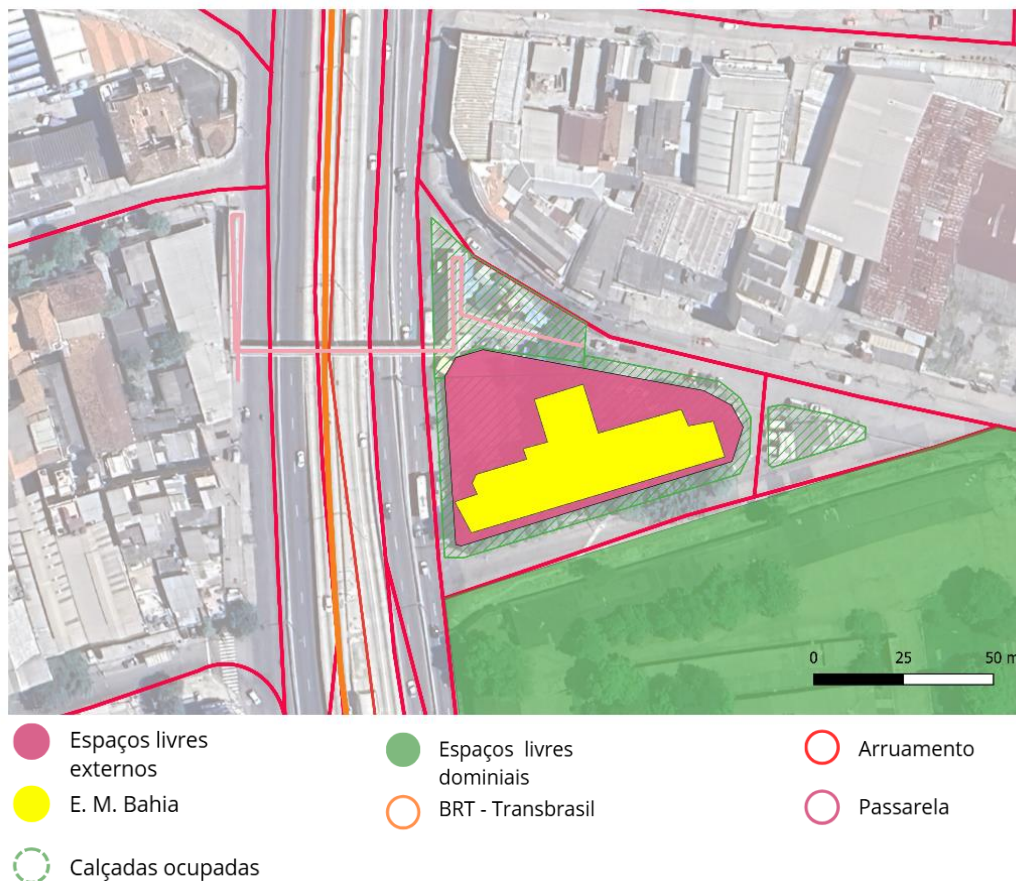 0 25 50 m
Espaços livres
externos
E. M. Bahia
Calçadas ocupadas
Espaços livres
dominiais
BRT - Transbrasil
Arruamento
Passarela